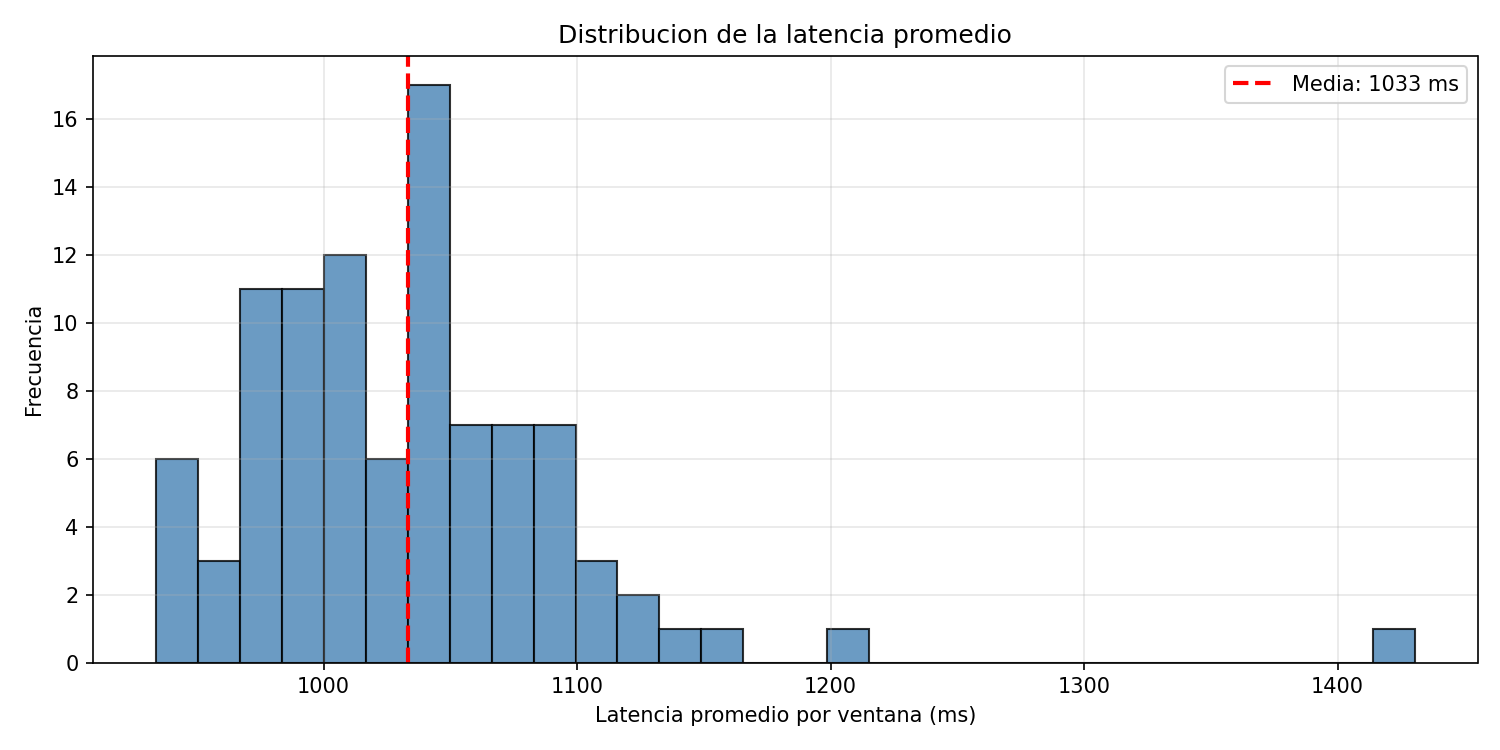 Distribucion de la latencia promedio
Media: 1033 ms
Frecuencia
16
14
12
10
8
6
4
2
0
1000 1100 1200 1300 1400
Latencia promedio por ventana (ms)